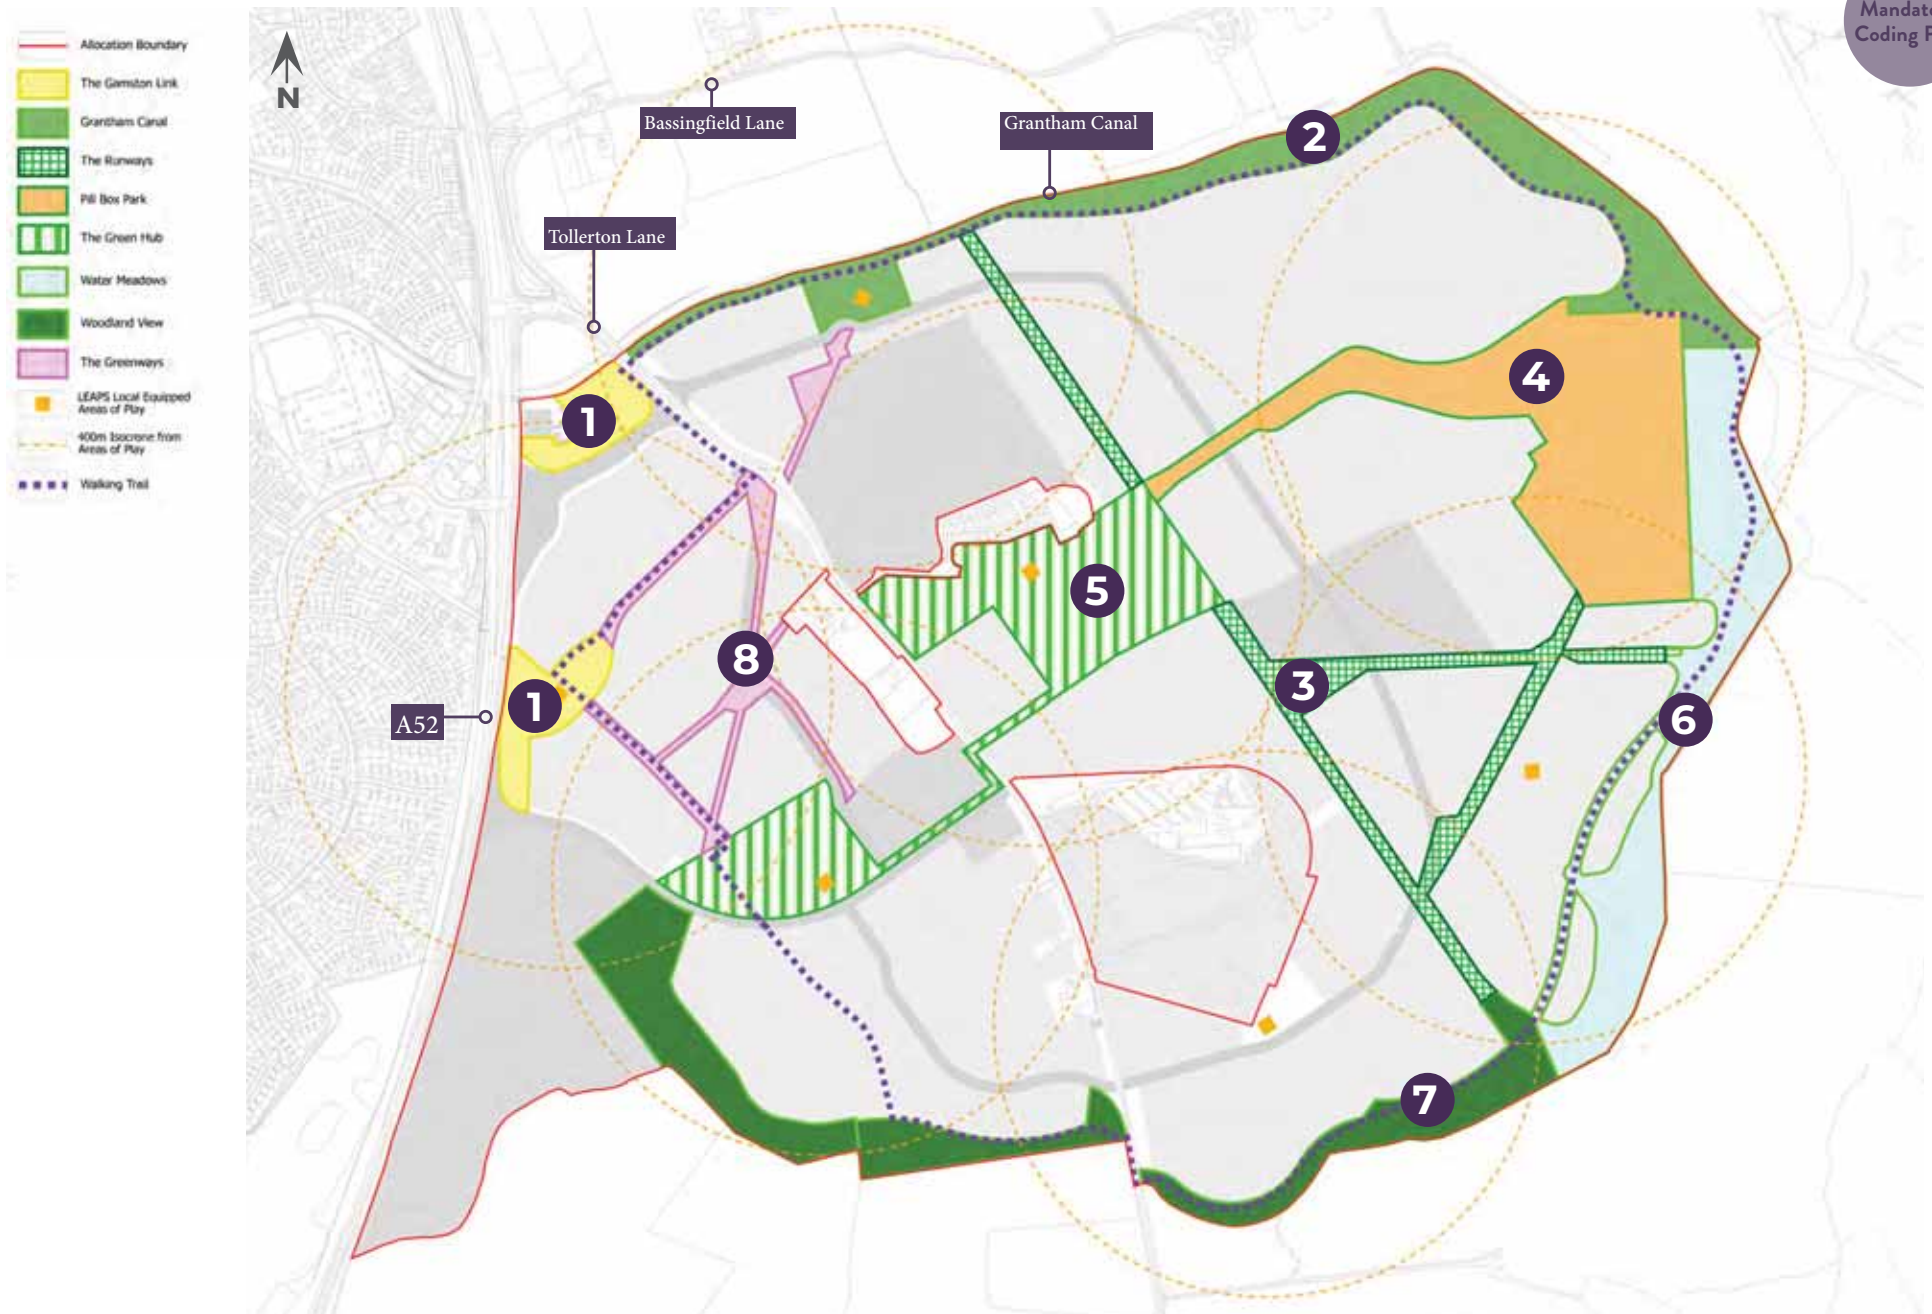 Mandat
Coding P
Allocation Boundary
The Gamston Link
Grantham Canal
The Runways
Pill Box Park
The Green Hub
Water Meadows
Woodland View
The Greenways
LEAPS Local Equipped
Areas of Play
400m Isocrone from
Areas of Play
Walking Trail
N
Bassingfield Lane
Grantham Canal
Tollerton Lane
A52
1
2
3
4
5
6
7
8
1